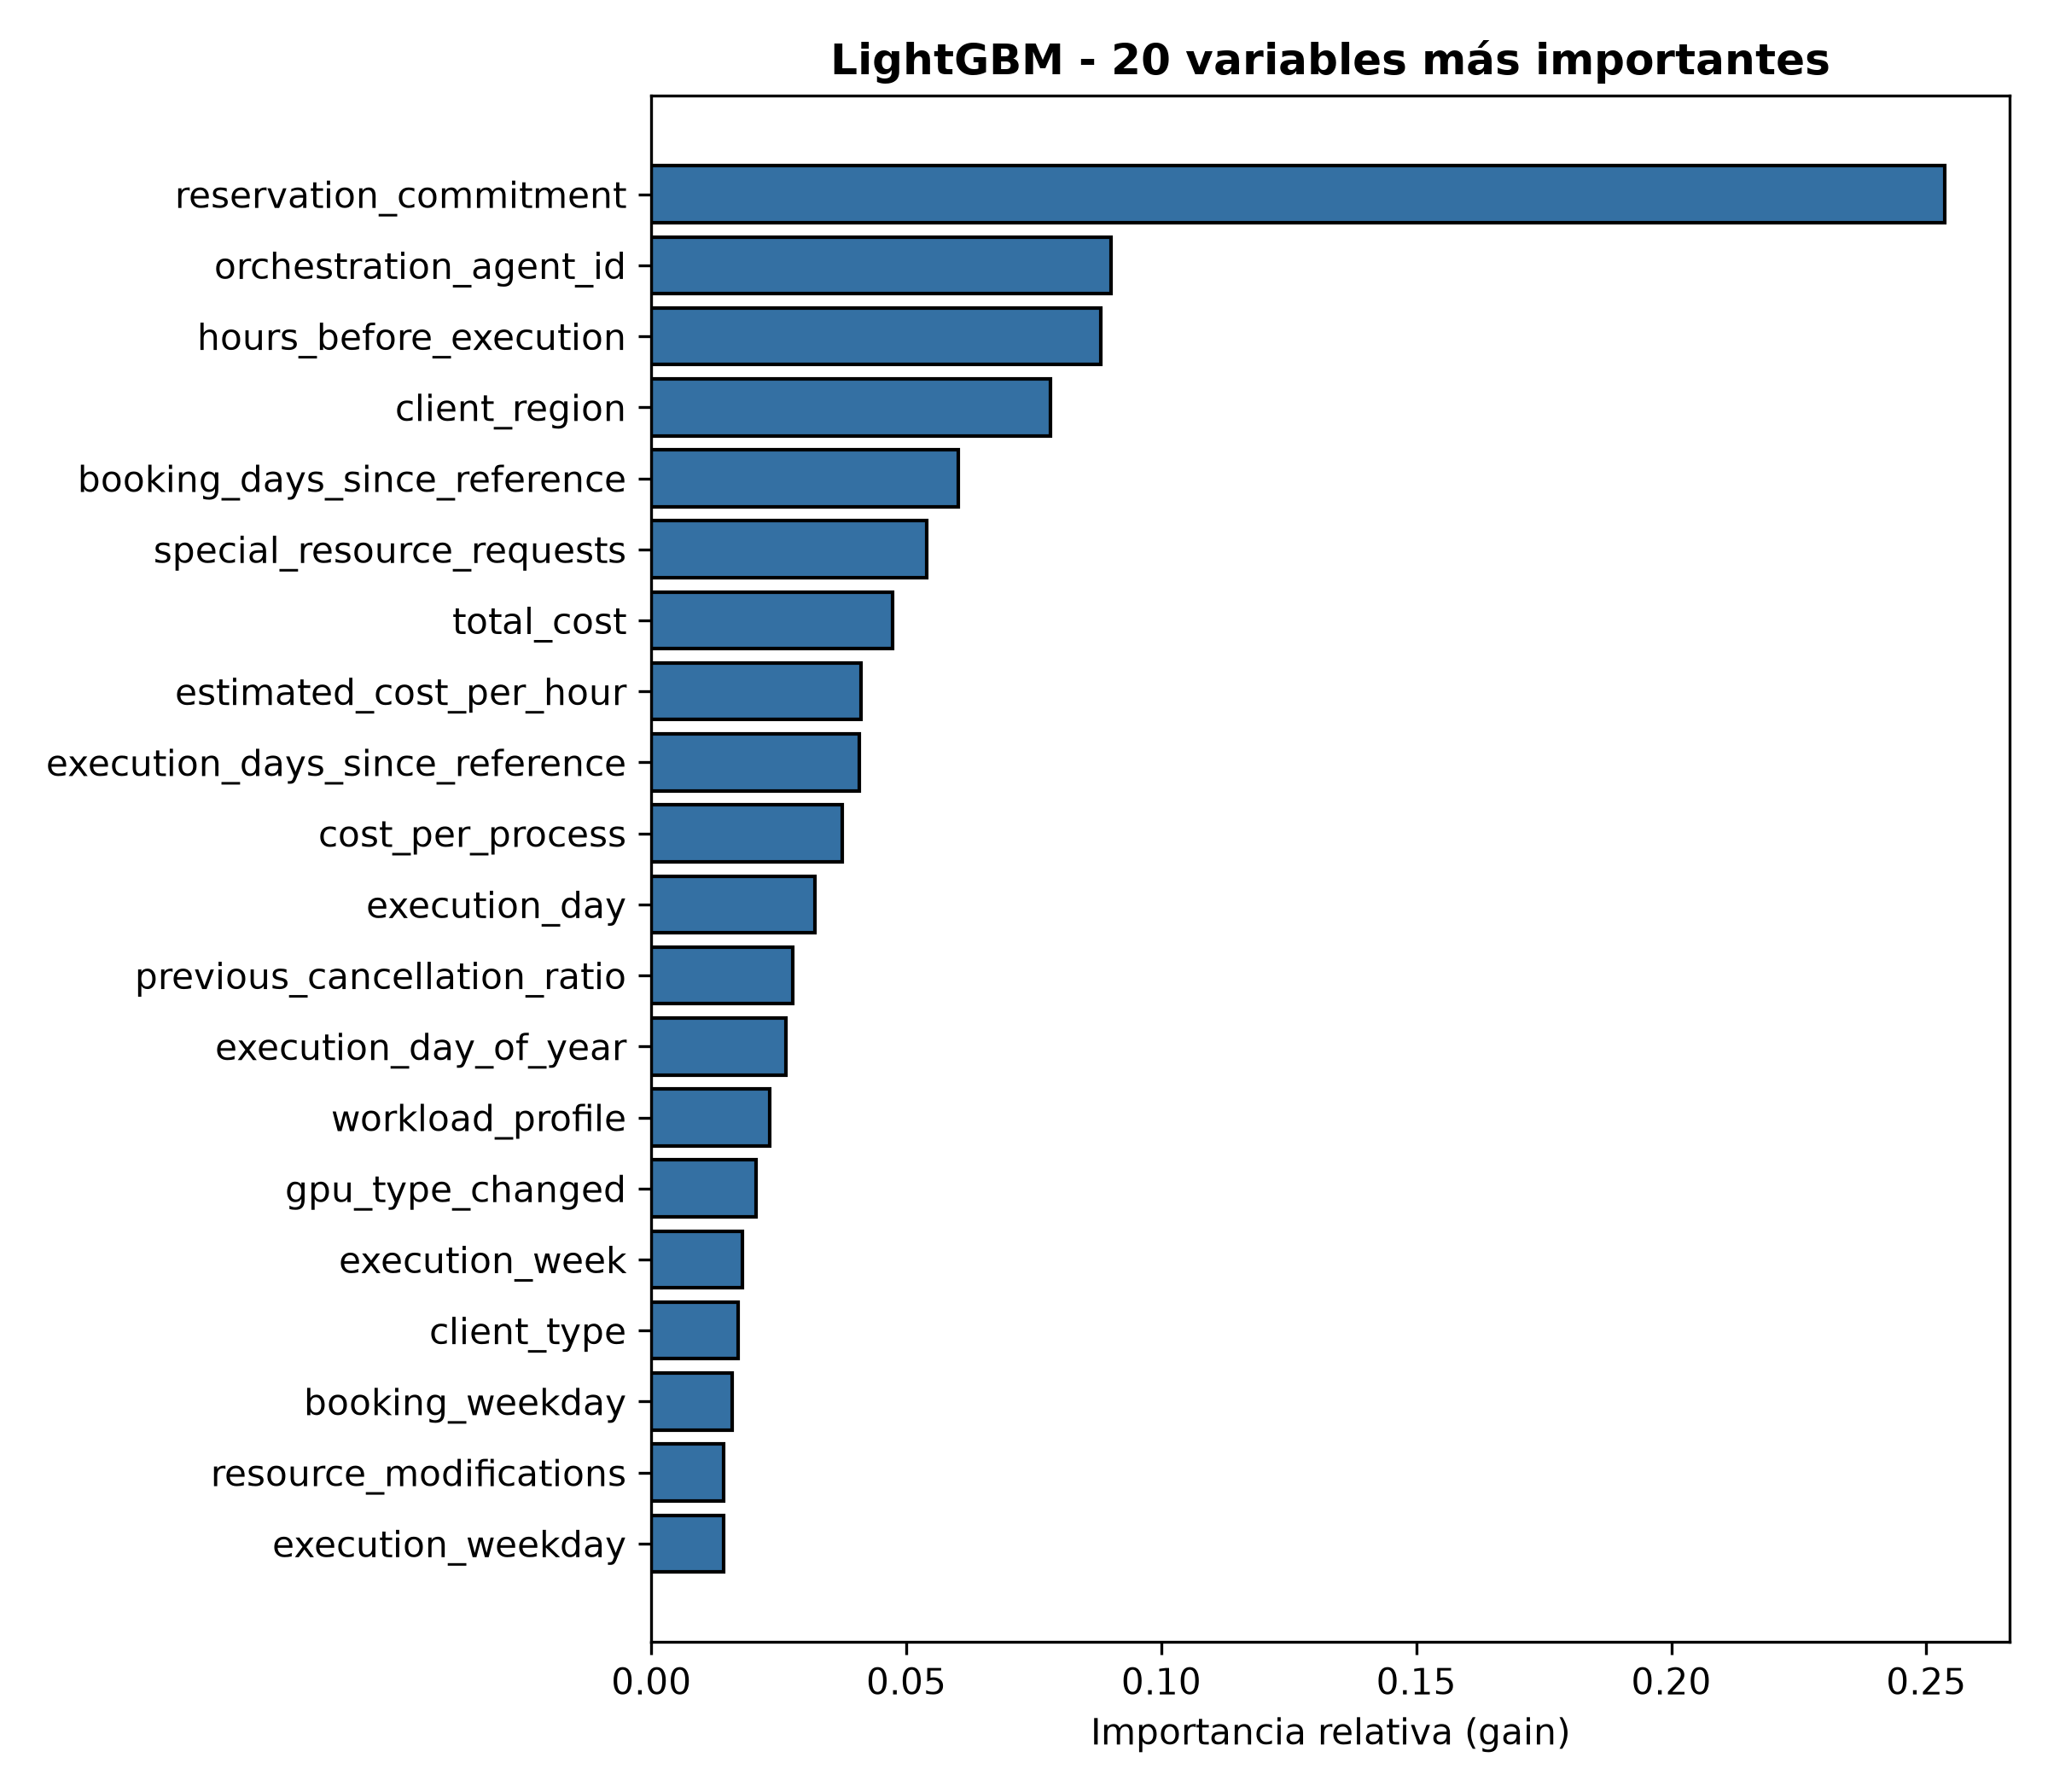 LightGBM - 20 variables más importantes
reservation_commitment
orchestration_agent_id
hours_before_execution
client_region
booking_days_since_reference
special_resource_requests
total_cost
estimated_cost_per_hour
execution_days_since_reference
cost_per_process
execution_day
previous_cancellation_ratio
execution_day_of_year
workload_profile
gpu_type_changed
execution_week
client_type
booking_weekday
resource_modifications
execution_weekday
0.00 0.05 0.10 0.15 0.20 0.25
Importancia relativa (gain)